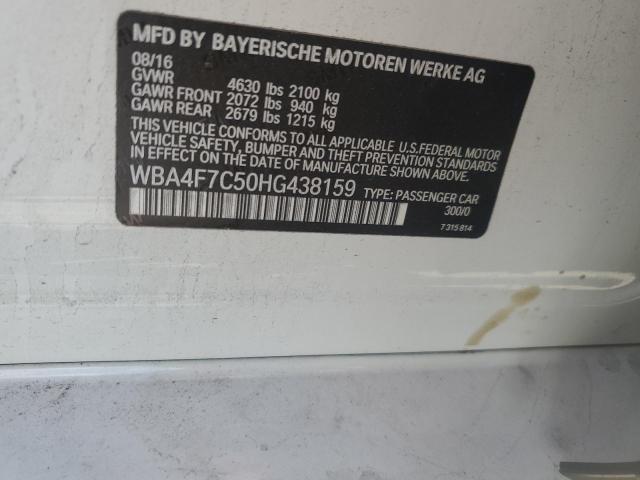 MFD BY BAYERISCHE MOTOREN WERKE AG
08/16
GVWR 4630 lbs 2100 kg
GAWR FRONT 2072 lbs 940 kg
GAWR REAR 2679 lbs 1215 kg
THIS VEHICLE CONFORMS TO ALL APPLICABLE U.S.FEDERAL MOTOR
VEHICLE SAFETY, BUMPER AND THEFT PREVENTION STANDARDS
IN EFFECT ON THE DATE OF MANUFACTURE SHOWN ABOVE.
WBA4F7C50HG438159 TYPE: PASSENGER CAR
300/0
7 315 814